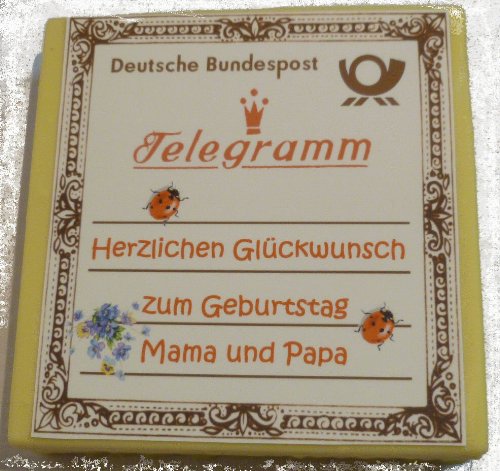 Deutsche Bundespost
Telegramm
Herzlichen Glückwunsch
zum Geburtstag
Mama und Papa